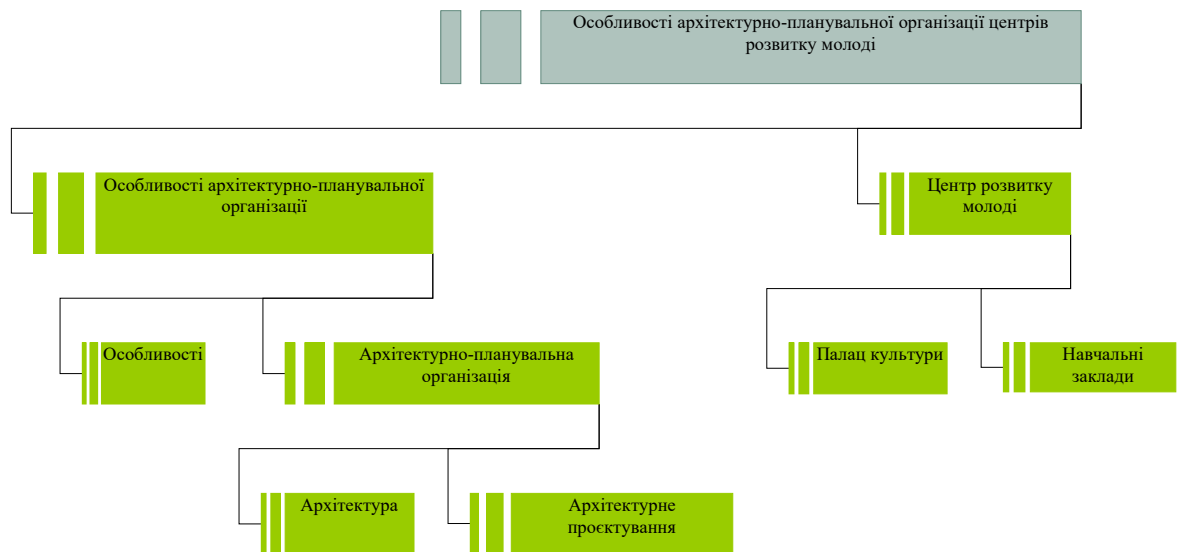 Особливості архітектурно-планувальної організації центрів
розвитку молоді
Особливості архітектурно-планувальної
організації
Центр розвитку
молоді
Особливості
Архітектурно-планувальна
організація
Палац культури
Навчальні
заклади
Архітектура
Архітектурне
проєктування